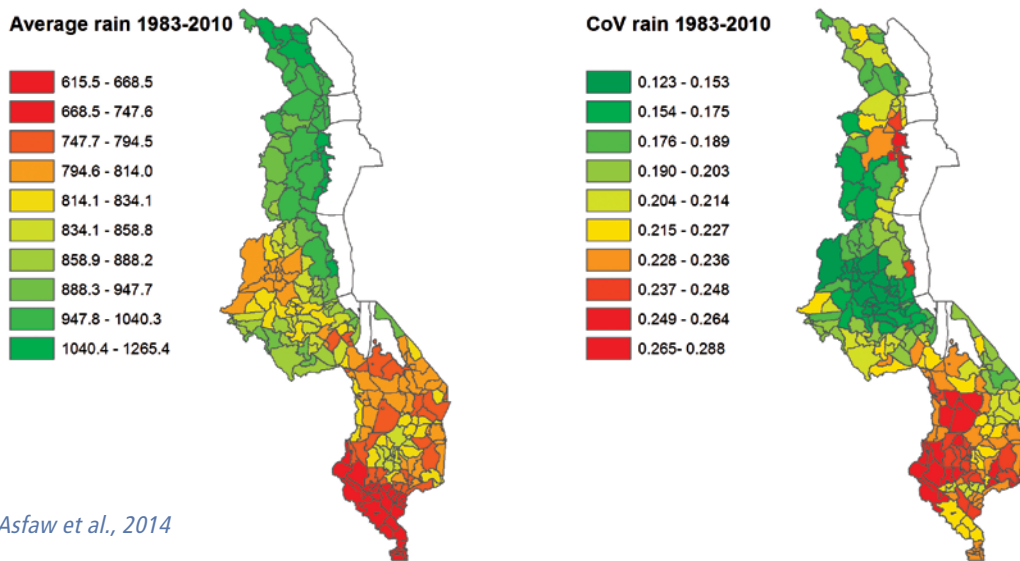 Average rain 1983-2010
615.5 - 668.5
668.5 - 747.6
747.7 - 794.5
794.6 - 814.0
814.1 - 834.1
834.1 - 858.8
858.9 - 888.2
888.3 - 947.7
947.8 - 1040.3
1040.4 - 1265.4
CoV rain 1983-2010
0.123 - 0.153
0.154 - 0.175
0.176 - 0.189
0.190 - 0.203
0.204 - 0.214
0.215 - 0.227
0.228 - 0.236
0.237 - 0.248
0.249 - 0.264
0.265- 0.288
Asfaw et al., 2014